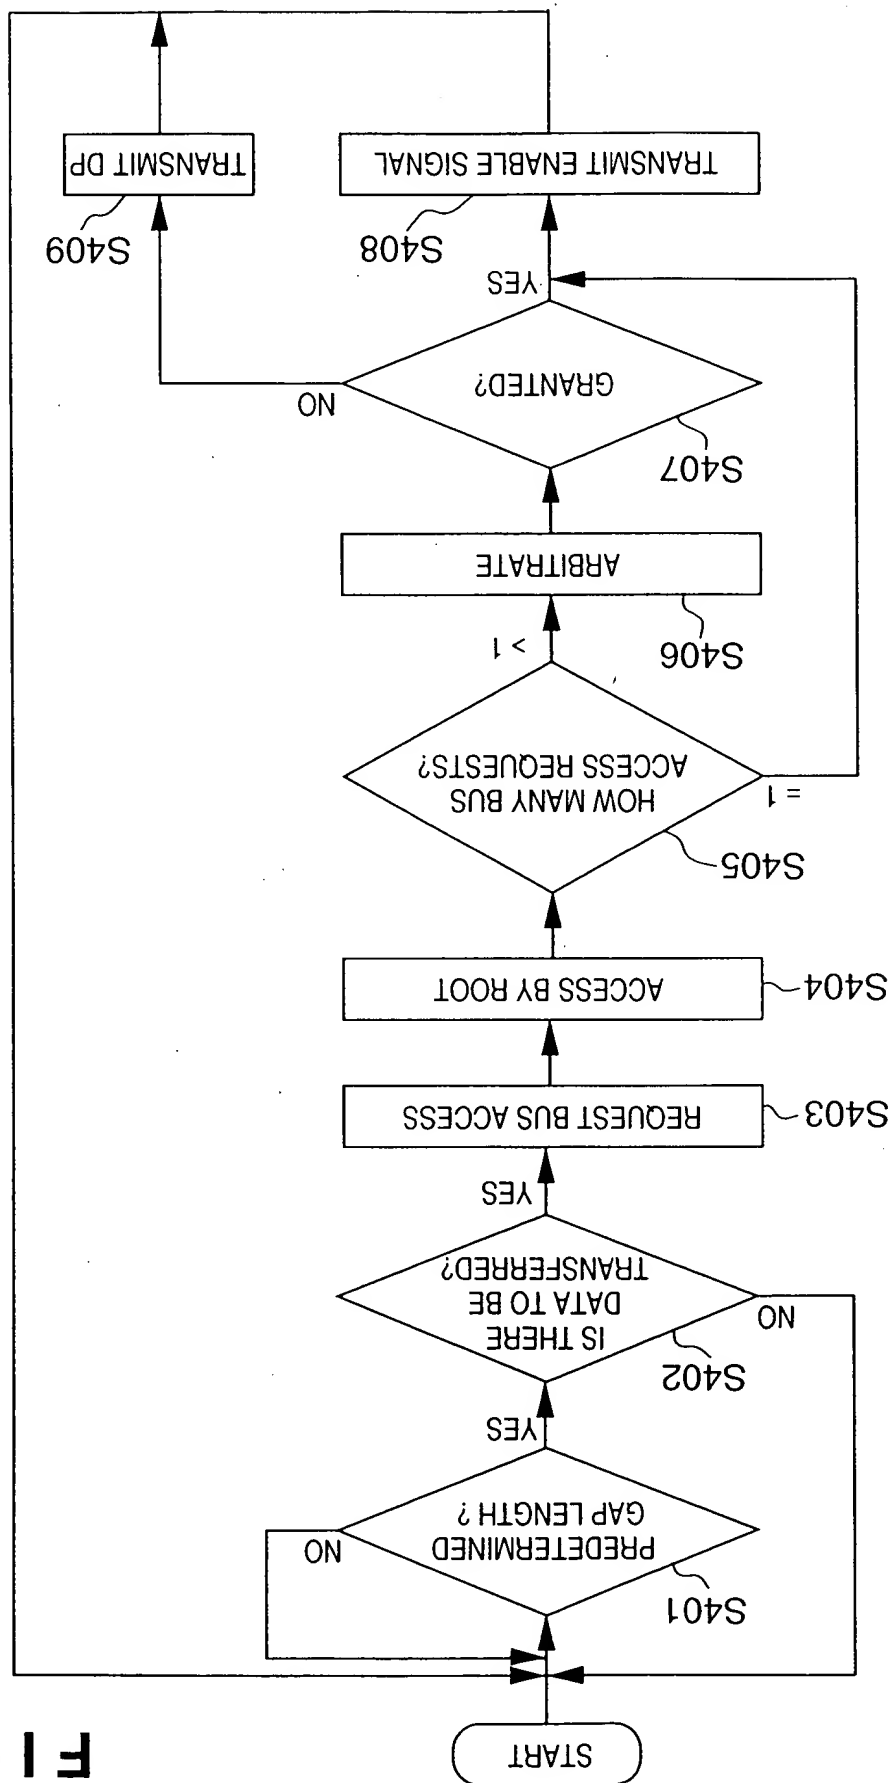 F I
START
S401
PREDETERMINED
GAP LENGTH ?
NO
YES
S402
IS THERE
DATA TO BE
TRANSFERRED?
NO
YES
S403
REQUEST BUS ACCESS
S404
ACCESS BY ROOT
S405
HOW MANY BUS
ACCESS REQUESTS?
= 1
> 1
S406
ARBITRATE
S407
GRANTED?
NO
YES
S408
TRANSMIT ENABLE SIGNAL
S409
TRANSMIT DP